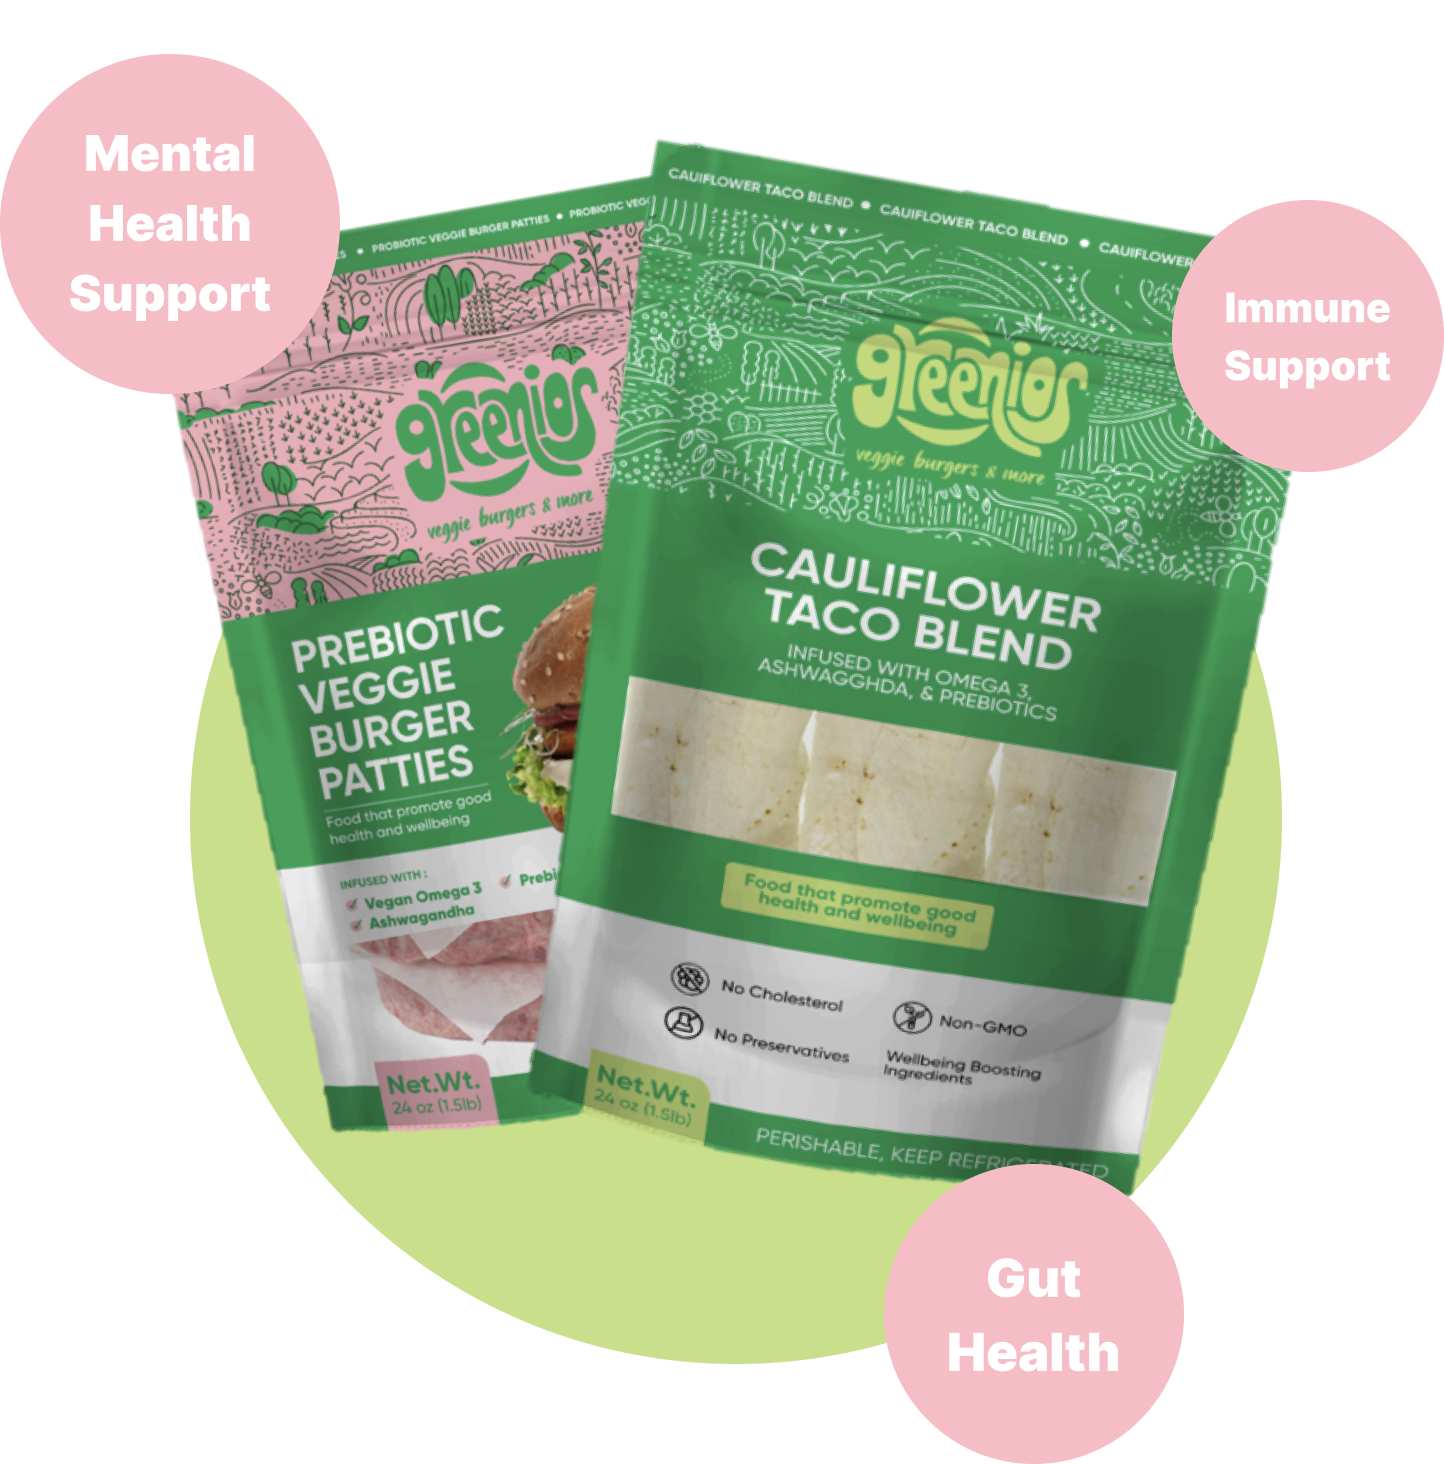 Mental
Health
Support
PROBIOTIC VEGGIE BURGER PATTIES • PROBIOTIC
greenios
veggie burgers & more
PREBIOTIC
VEGGIE
BURGER
PATTIES
Food that promote good
health and wellbeing
INFUSED WITH :
Vegan Omega 3
Ashwagandha
Net.Wt.
24 oz (1.5lb)
CAUIFLOWER TACO BLEND • CAUIFLOWER TACO BLEND • CAUIFLOWER
greenios
veggie burgers & more
CAULIFLOWER
TACO BLEND
INFUSED WITH OMEGA 3,
ASHWAGGHDA, & PREBIOTICS
Food that promote good
health and wellbeing
No Cholesterol
Non-GMO
No Preservatives
Wellbeing Boosting
Ingredients
Net.Wt.
24 oz (1.5lb)
PERISHABLE, KEEP REFRIGERATED
Immune
Support
Gut
Health